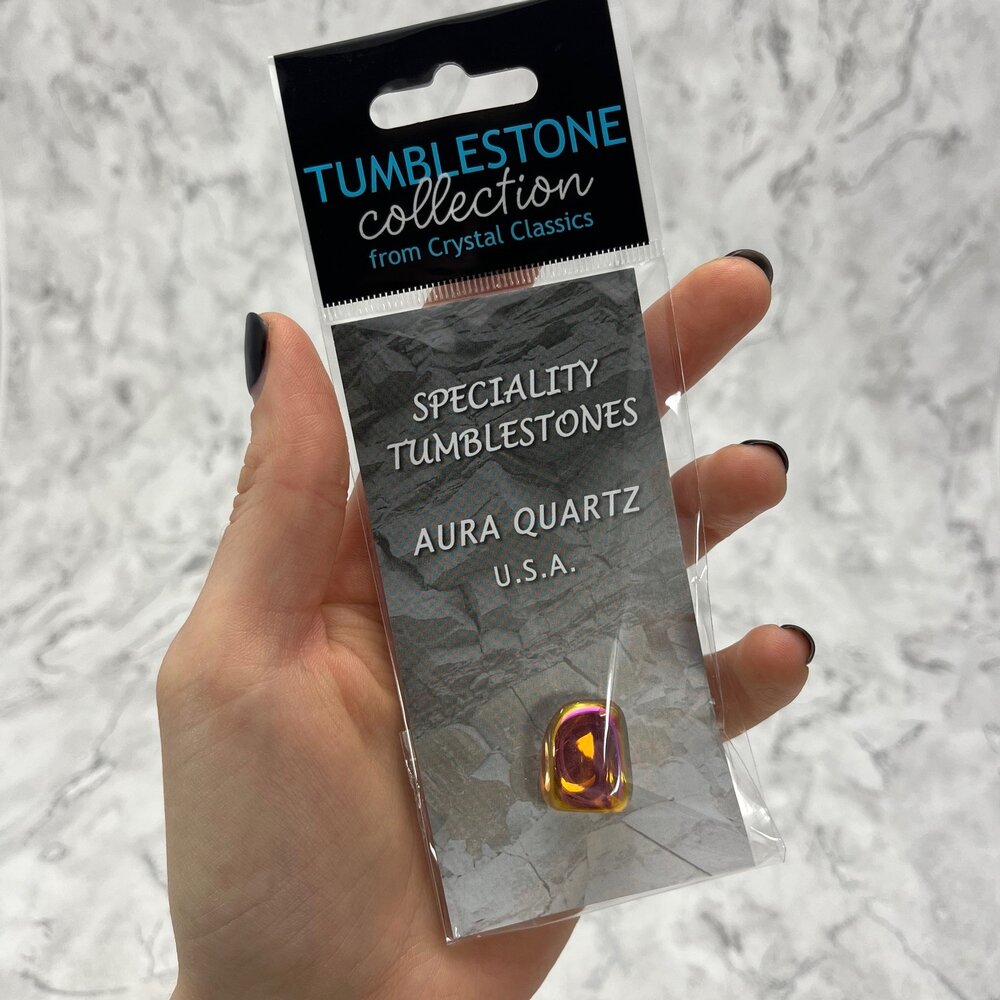 TUMBLESTONE
collection
from Crystal Classics
SPECIALITY
TUMBLESTONES
AURA QUARTZ
U.S.A.